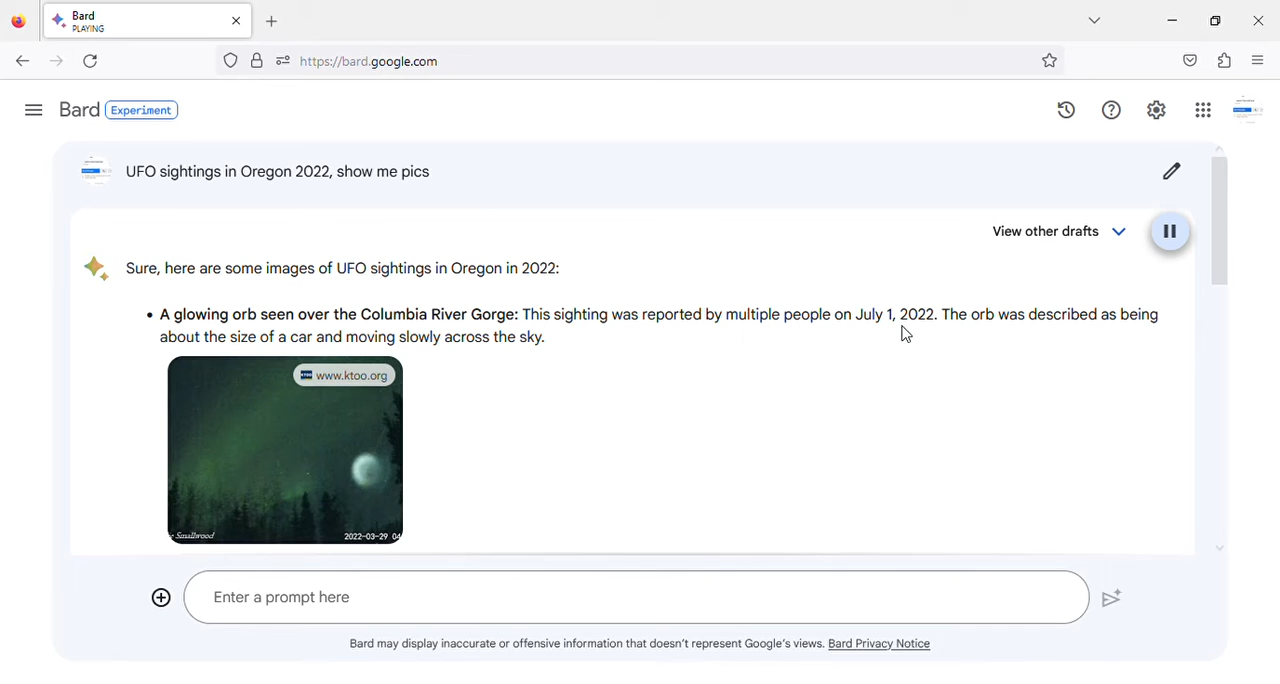 Bard
PLAYING
https://bard.google.com
Bard Experiment
UFO sightings in Oregon 2022, show me pics
View other drafts
Sure, here are some images of UFO sightings in Oregon in 2022:
• A glowing orb seen over the Columbia River Gorge: This sighting was reported by multiple people on July 1, 2022. The orb was described as being
about the size of a car and moving slowly across the sky.
KTOO www.ktoo.org
Smallwood 2022-03-29 04
Enter a prompt here
Bard may display inaccurate or offensive information that doesn't represent Google's views. Bard Privacy Notice